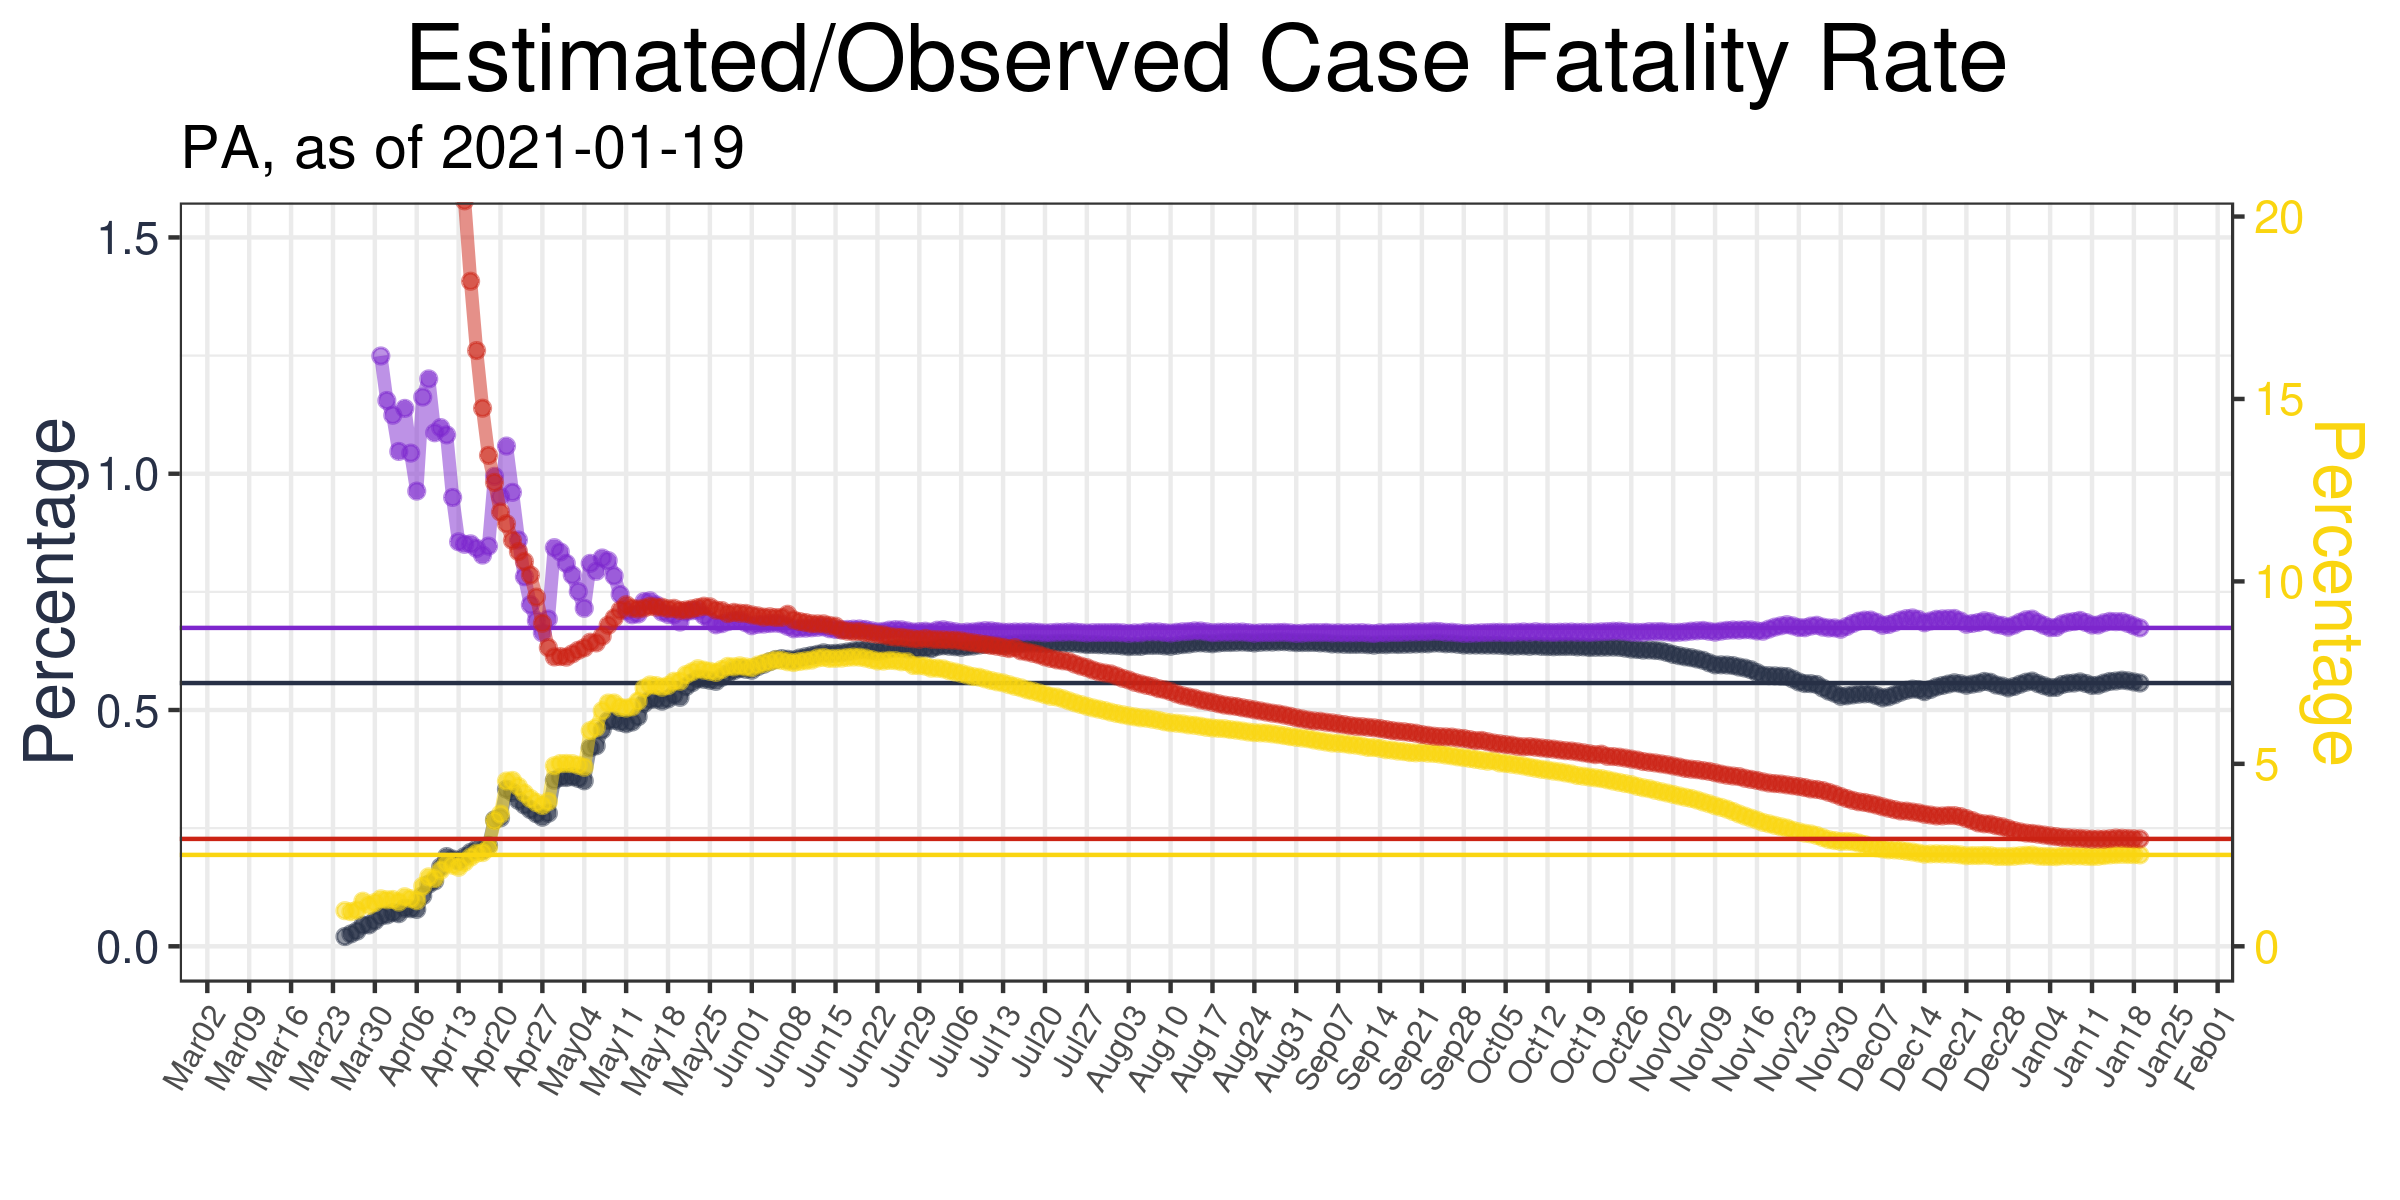 Estimated/Observed Case Fatality Rate
PA, as of 2021-01-19
Percentage
1.5
1.0
0.5
0.0
20
15
10
5
0
Percentage
Mar02 Mar09 Mar16 Mar23 Mar30 Apr06 Apr13 Apr20 Apr27 May04 May11 May18 May25 Jun01 Jun08 Jun15 Jun22 Jun29 Jul06 Jul13 Jul20 Jul27 Aug03 Aug10 Aug17 Aug24 Aug31 Sep07 Sep14 Sep21 Sep28 Oct05 Oct12 Oct19 Oct26 Nov02 Nov09 Nov16 Nov23 Nov30 Dec07 Dec14 Dec21 Dec28 Jan04 Jan11 Jan18 Jan25 Feb01